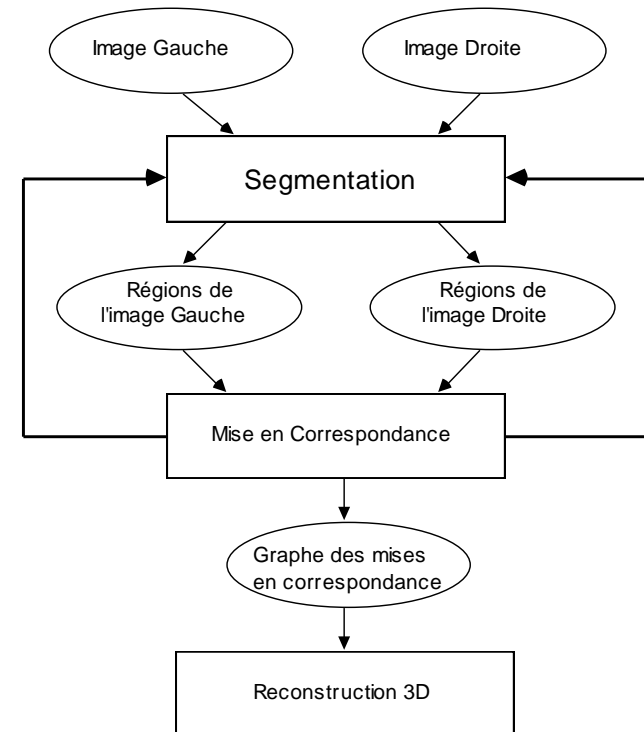 Image Gauche
Image Droite
Segmentation
Régions de
l'image Gauche
Régions de
l'image Droite
Mise en Correspondance
Graphe des mises
en correspondance
Reconstruction 3D